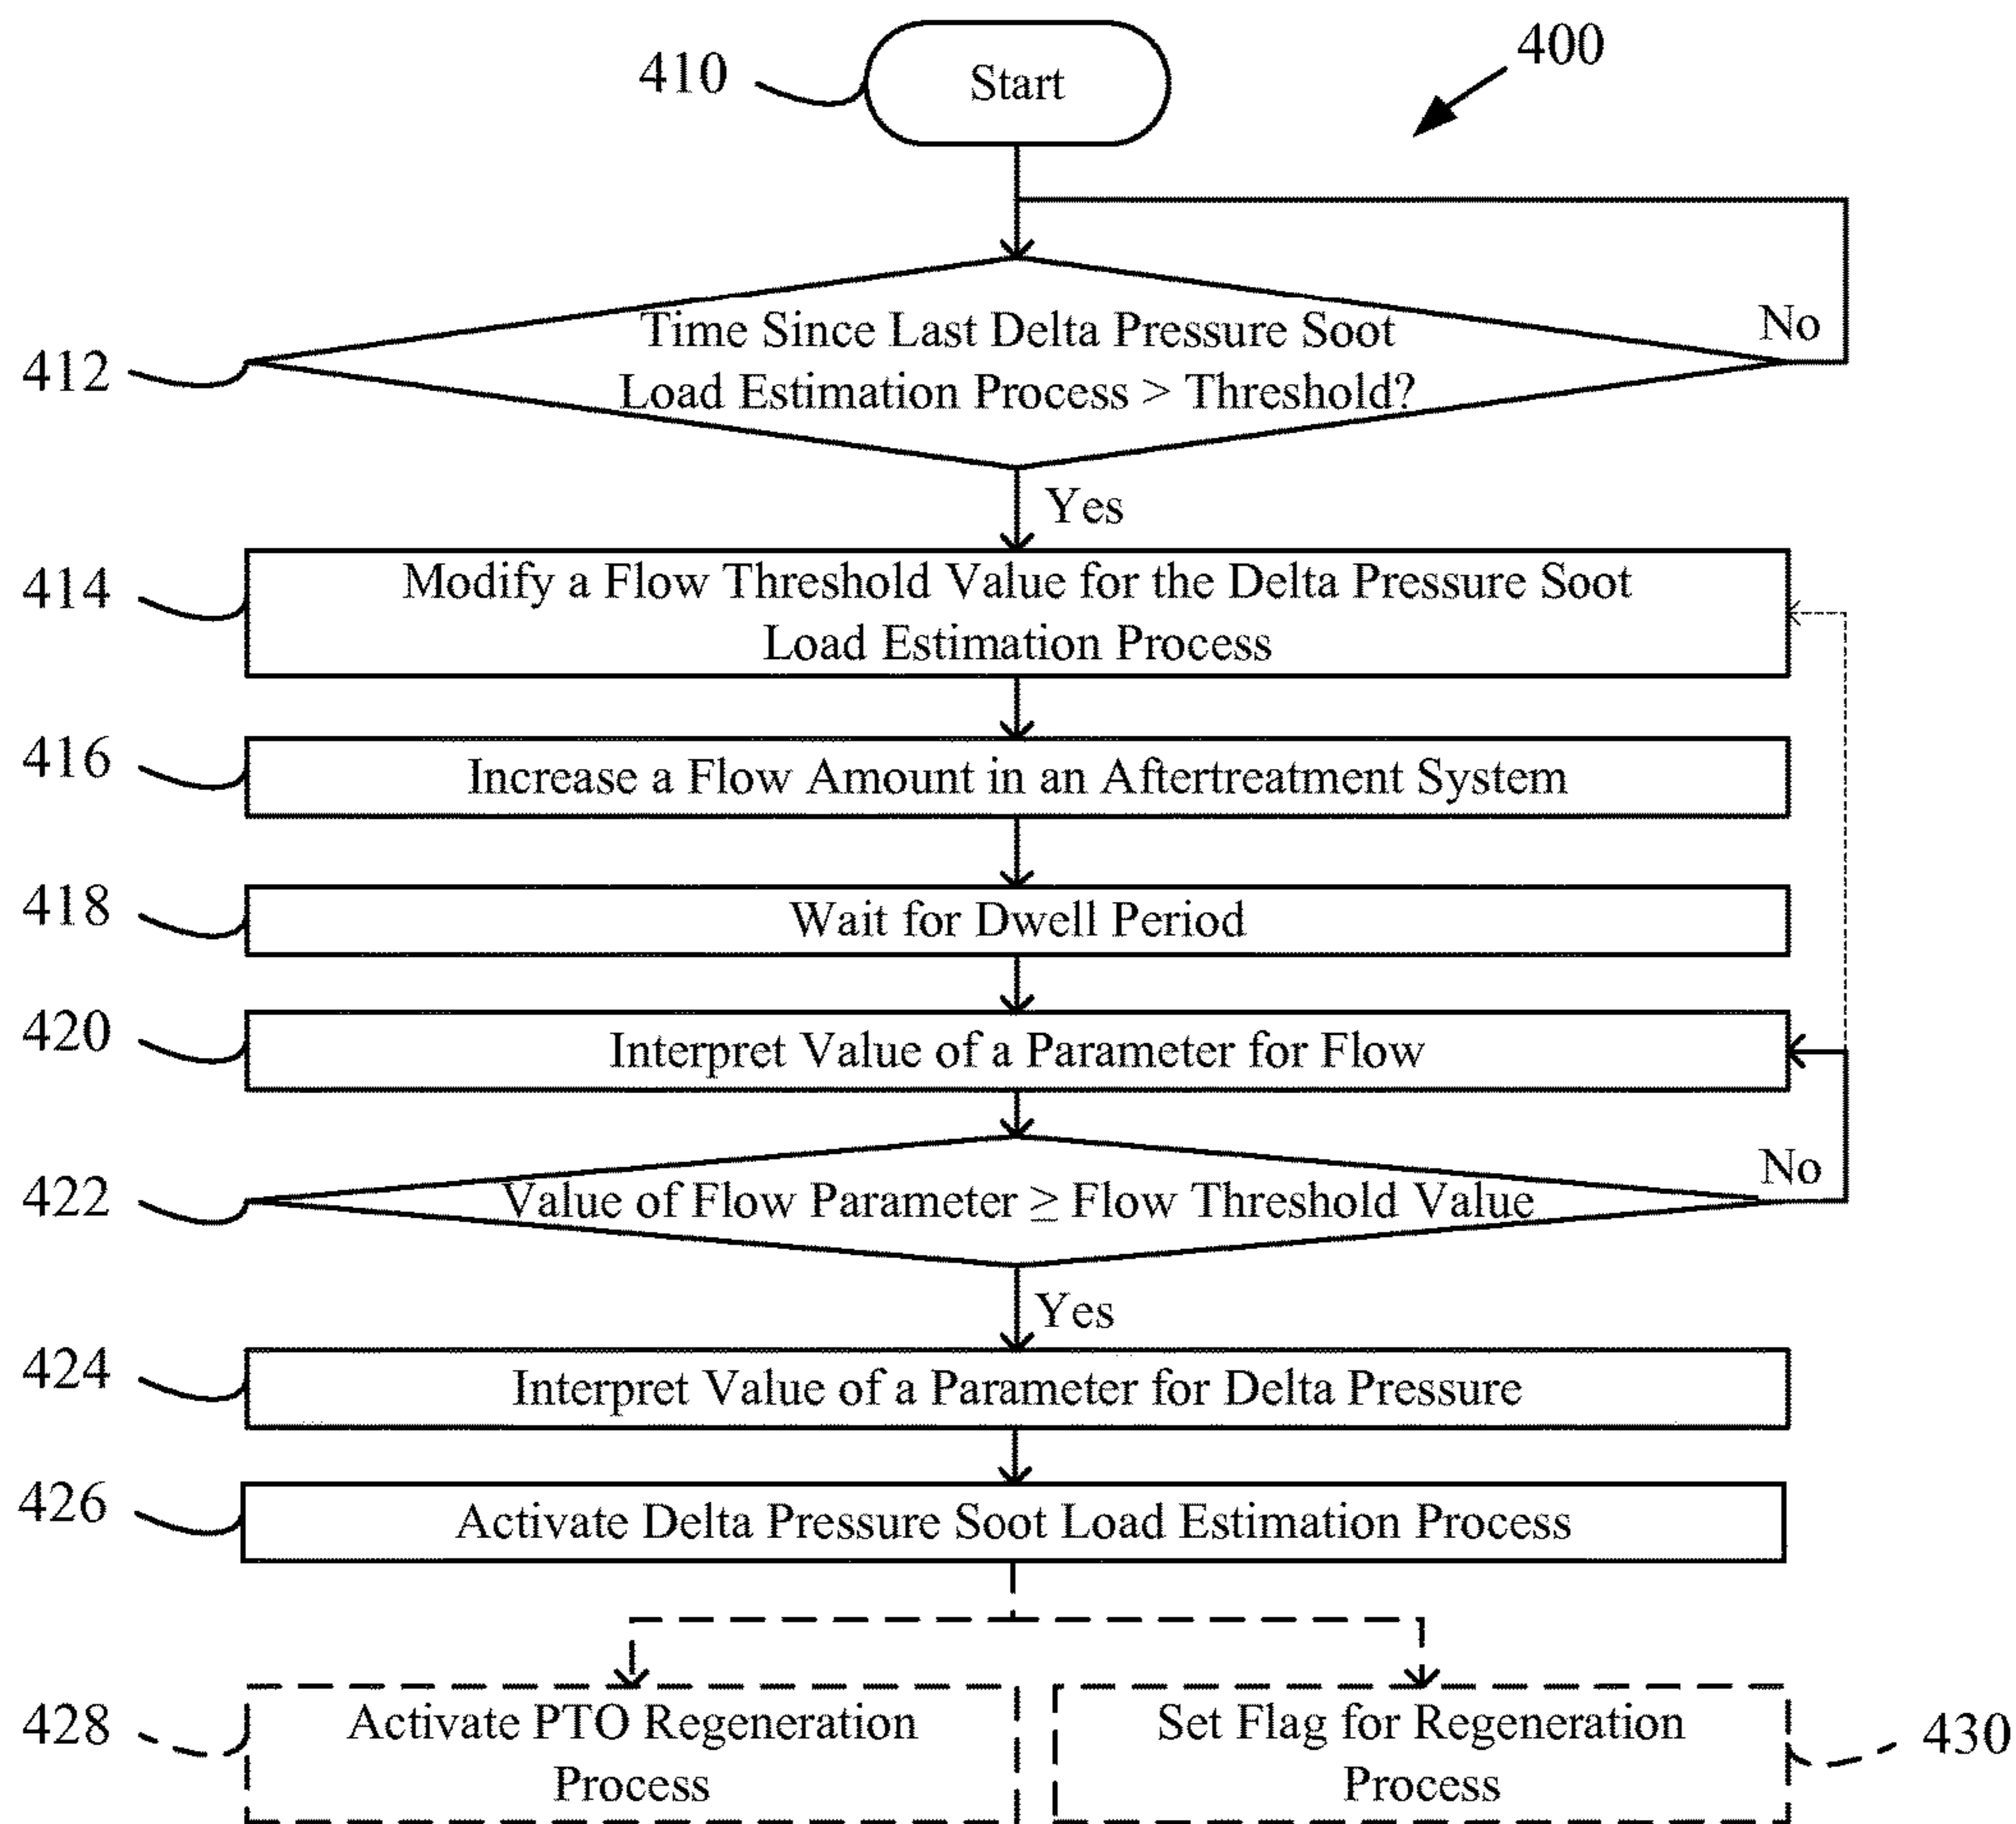 400
410
Start
412
Time Since Last Delta Pressure Soot
Load Estimation Process > Threshold?
No
Yes
414
Modify a Flow Threshold Value for the Delta Pressure Soot
Load Estimation Process
416
Increase a Flow Amount in an Aftertreatment System
418
Wait for Dwell Period
420
Interpret Value of a Parameter for Flow
422
Value of Flow Parameter ≥ Flow Threshold Value
No
Yes
424
Interpret Value of a Parameter for Delta Pressure
426
Activate Delta Pressure Soot Load Estimation Process
428
Activate PTO Regeneration
Process
Set Flag for Regeneration
Process
430